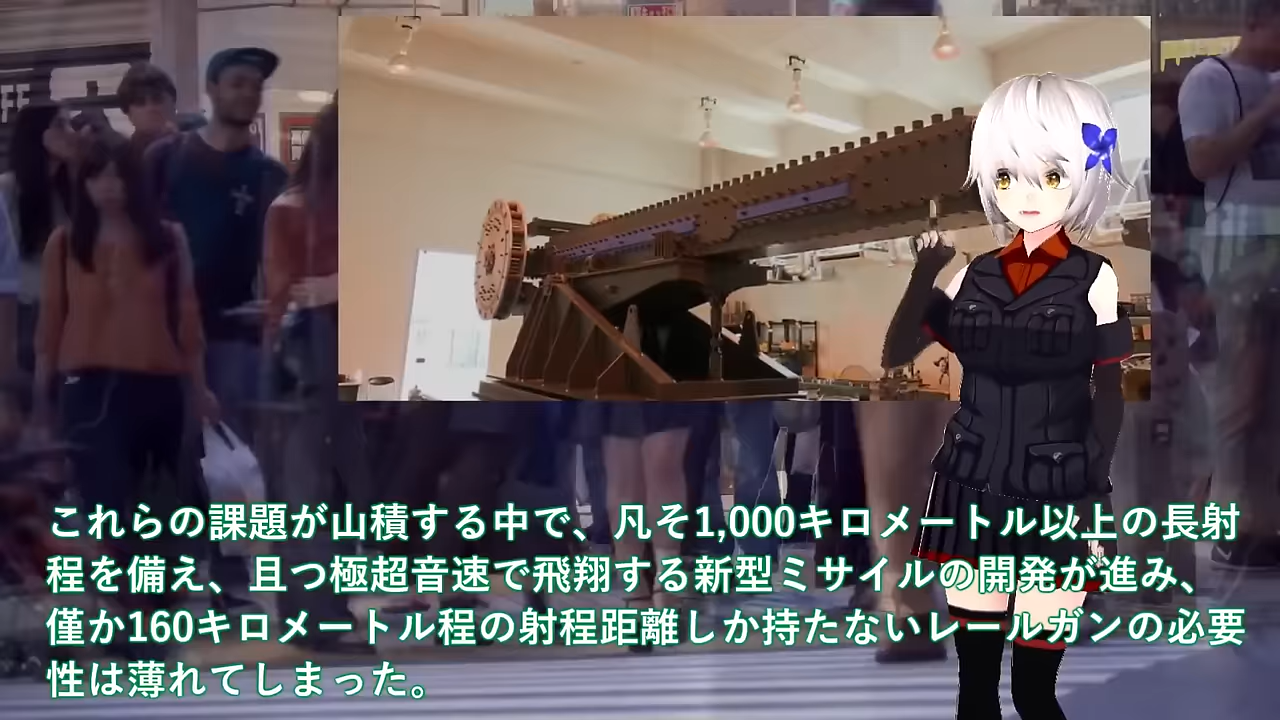 これらの課題が山積する中で、凡そ1,000キロメートル以上の長射
程を備え、且つ極超音速で飛翔する新型ミサイルの開発が進み、
僅か160キロメートル程の射程距離しか持たないレールガンの必要
性は薄れてしまった。